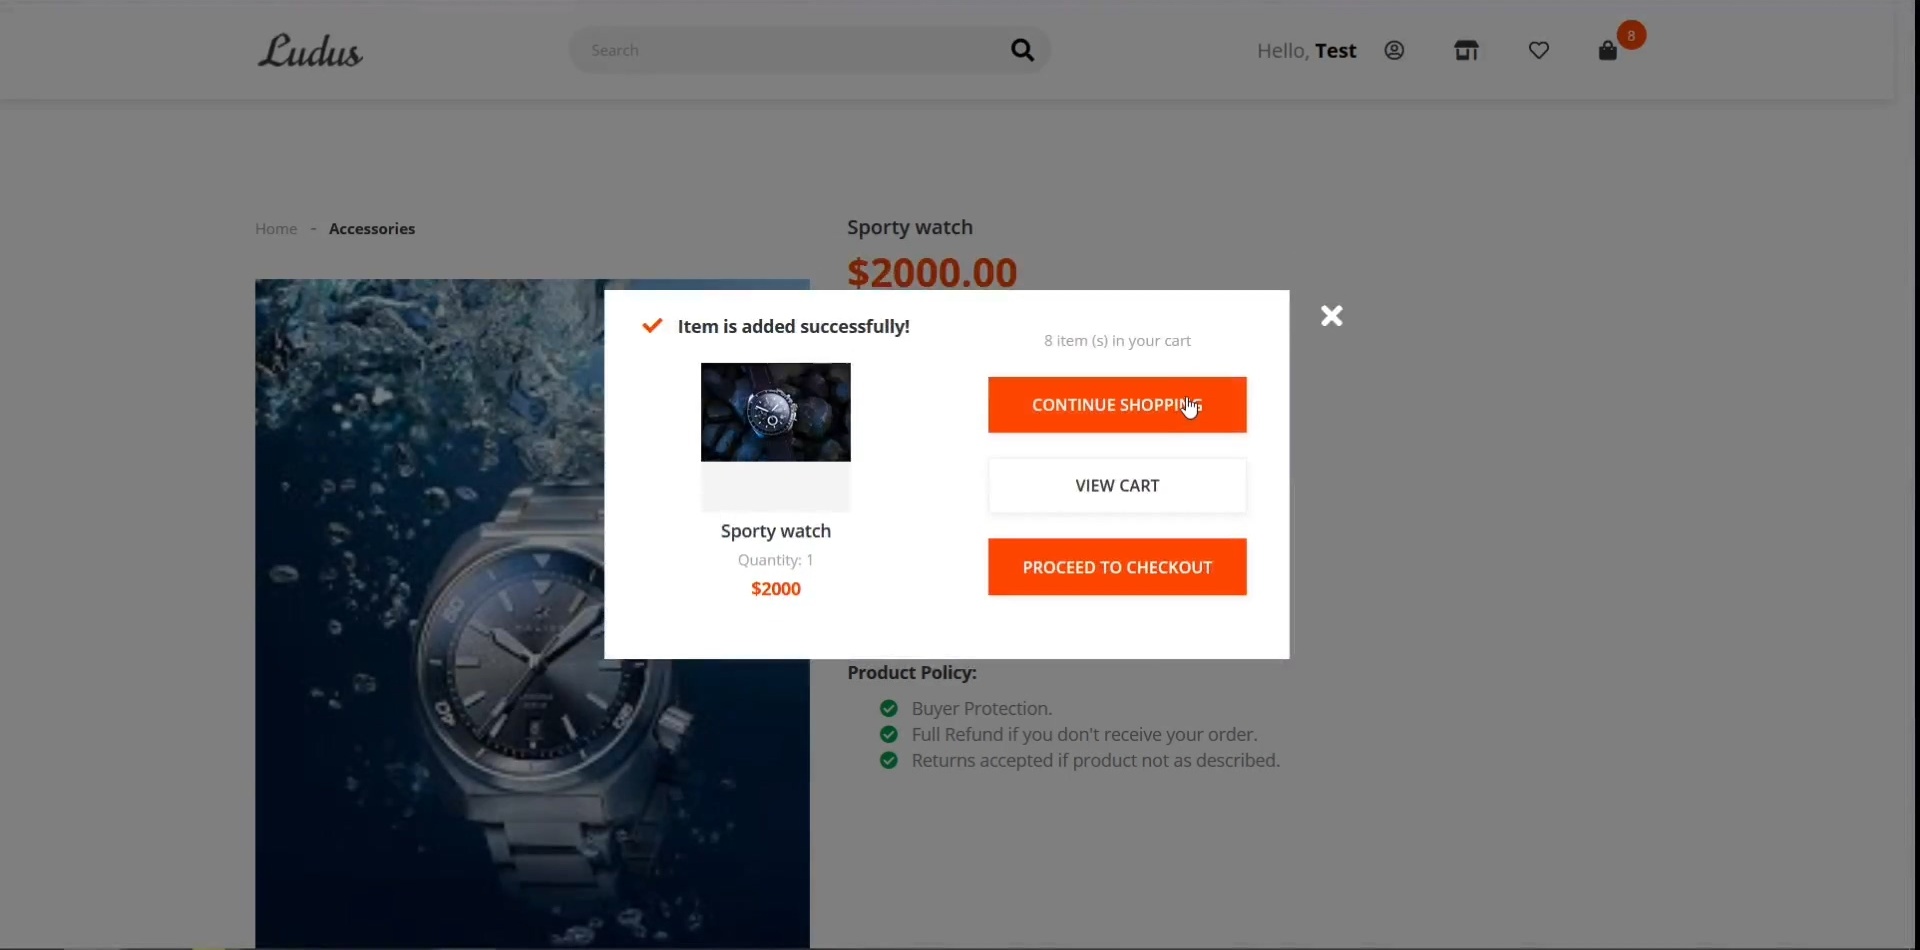 Ludus
Search
Hello, Test
8
Home - Accessories
Sporty watch
$2000.00
Item is added successfully!
8 item (s) in your cart
CONTINUE SHOPPING
VIEW CART
Sporty watch
Quantity: 1
PROCEED TO CHECKOUT
$2000
Product Policy:
Buyer Protection.
Full Refund if you don't receive your order.
Returns accepted if product not as described.